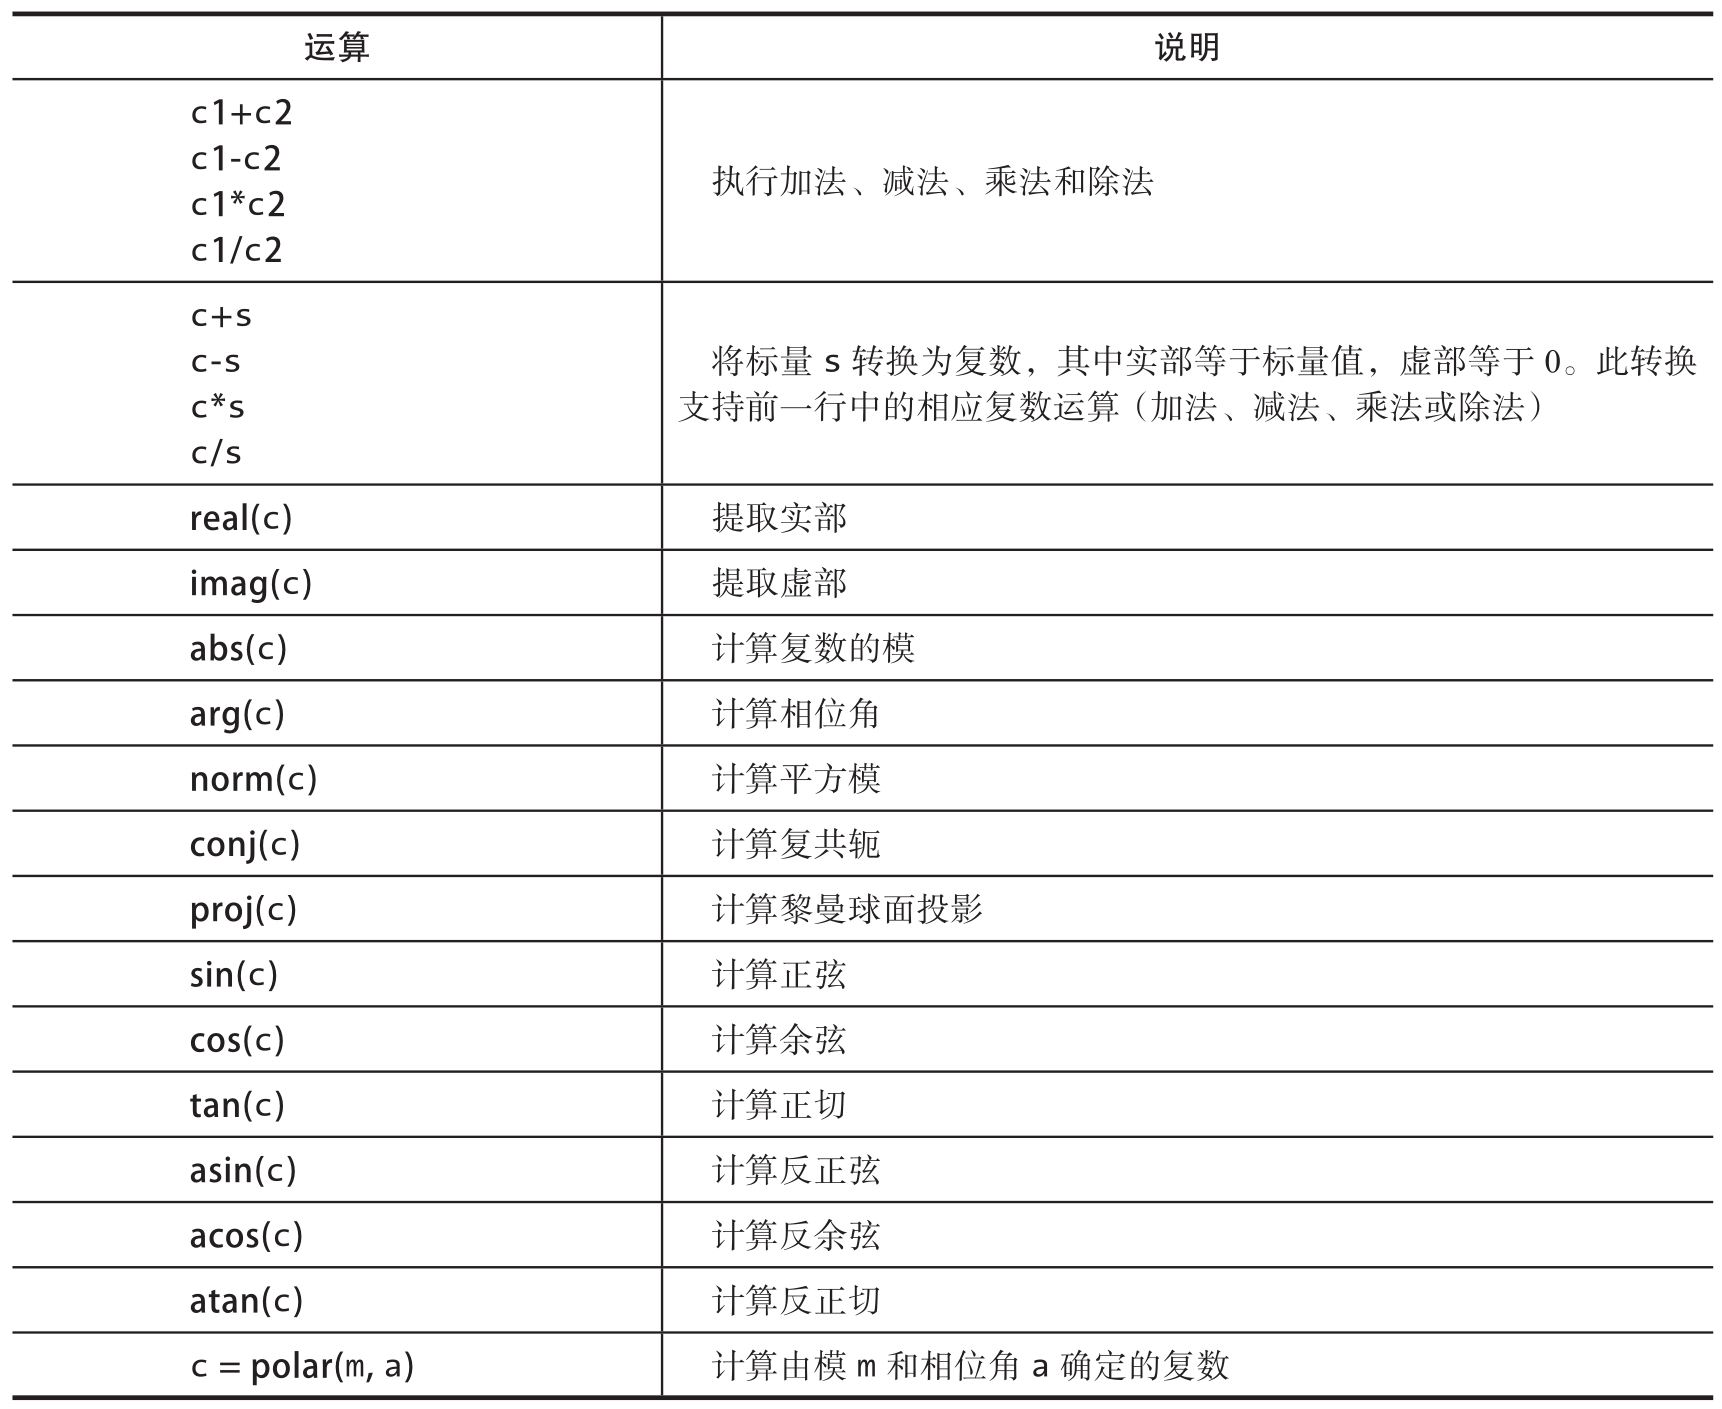 运算 说明
c1+c2
c1-c2
c1*c2
c1/c2
执行加法、减法、乘法和除法
c+s
c-s
c*s
c/s
将标量 s 转换为复数，其中实部等于标量值，虚部等于 0。此转换
支持前一行中的相应复数运算（加法、减法、乘法或除法）
real(c) 提取实部
imag(c) 提取虚部
abs(c) 计算复数的模
arg(c) 计算相位角
norm(c) 计算平方模
conj(c) 计算复共轭
proj(c) 计算黎曼球面投影
sin(c) 计算正弦
cos(c) 计算余弦
tan(c) 计算正切
asin(c) 计算反正弦
acos(c) 计算反余弦
atan(c) 计算反正切
c = polar(m, a) 计算由模 m 和相位角 a 确定的复数